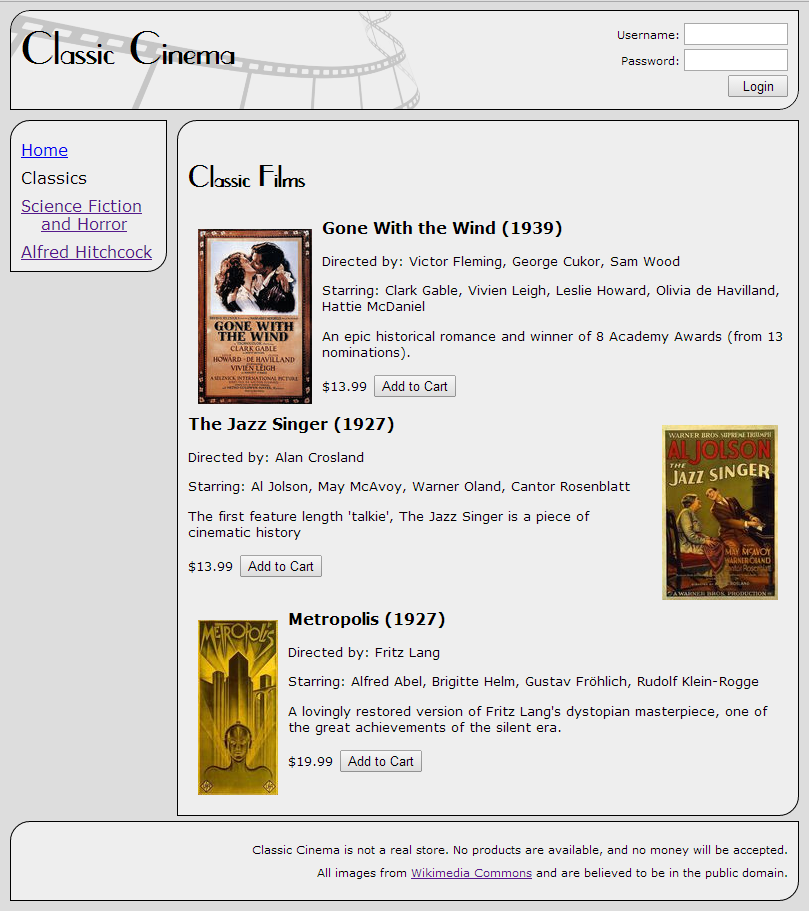 Classic Cinema
Username:
Password:
Login
Home
Classics
Science Fiction
and Horror
Alfred Hitchcock
Classic Films
GONE WITH
THE WIND
CLARK GABLE
HOWARD · DE HAVILLAND
VIVIEN LEIGH
A SELZNICK INTERNATIONAL PICTURE
Gone With the Wind (1939)
Directed by: Victor Fleming, George Cukor, Sam Wood
Starring: Clark Gable, Vivien Leigh, Leslie Howard, Olivia de Havilland,
Hattie McDaniel
An epic historical romance and winner of 8 Academy Awards (from 13
nominations).
$13.99 Add to Cart
The Jazz Singer (1927)
Directed by: Alan Crosland
Starring: Al Jolson, May McAvoy, Warner Oland, Cantor Rosenblatt
The first feature length 'talkie', The Jazz Singer is a piece of
cinematic history
$13.99 Add to Cart
WARNER BROS. SUPREME TRIUMPH
AL JOLSON
THE
JAZZ SINGER
MAY McAVOY
WARNER OLAND
Cantor Rosenblatt
A WARNER BROS. PRODUCTION
METROPOLIS
Metropolis (1927)
Directed by: Fritz Lang
Starring: Alfred Abel, Brigitte Helm, Gustav Fröhlich, Rudolf Klein-Rogge
A lovingly restored version of Fritz Lang's dystopian masterpiece, one of
the great achievements of the silent era.
$19.99 Add to Cart
Classic Cinema is not a real store. No products are available, and no money will be accepted.
All images from Wikimedia Commons and are believed to be in the public domain.